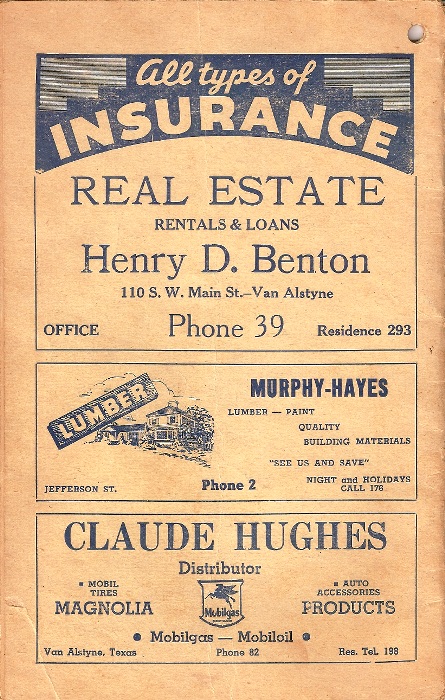 All types of
INSURANCE
REAL ESTATE
RENTALS & LOANS
Henry D. Benton
110 S. W. Main St.—Van Alstyne
OFFICE Phone 39 Residence 293
LUMBER
MURPHY-HAYES
LUMBER — PAINT
QUALITY
BUILDING MATERIALS
"SEE US AND SAVE"
JEFFERSON ST. Phone 2 NIGHT and HOLIDAYS
CALL 176
CLAUDE HUGHES
Distributor
▪ MOBIL
TIRES
MAGNOLIA
Mobilgas
▪ AUTO
ACCESSORIES
PRODUCTS
● Mobilgas — Mobiloil ●
Van Alstyne, Texas Phone 82 Res. Tel. 198